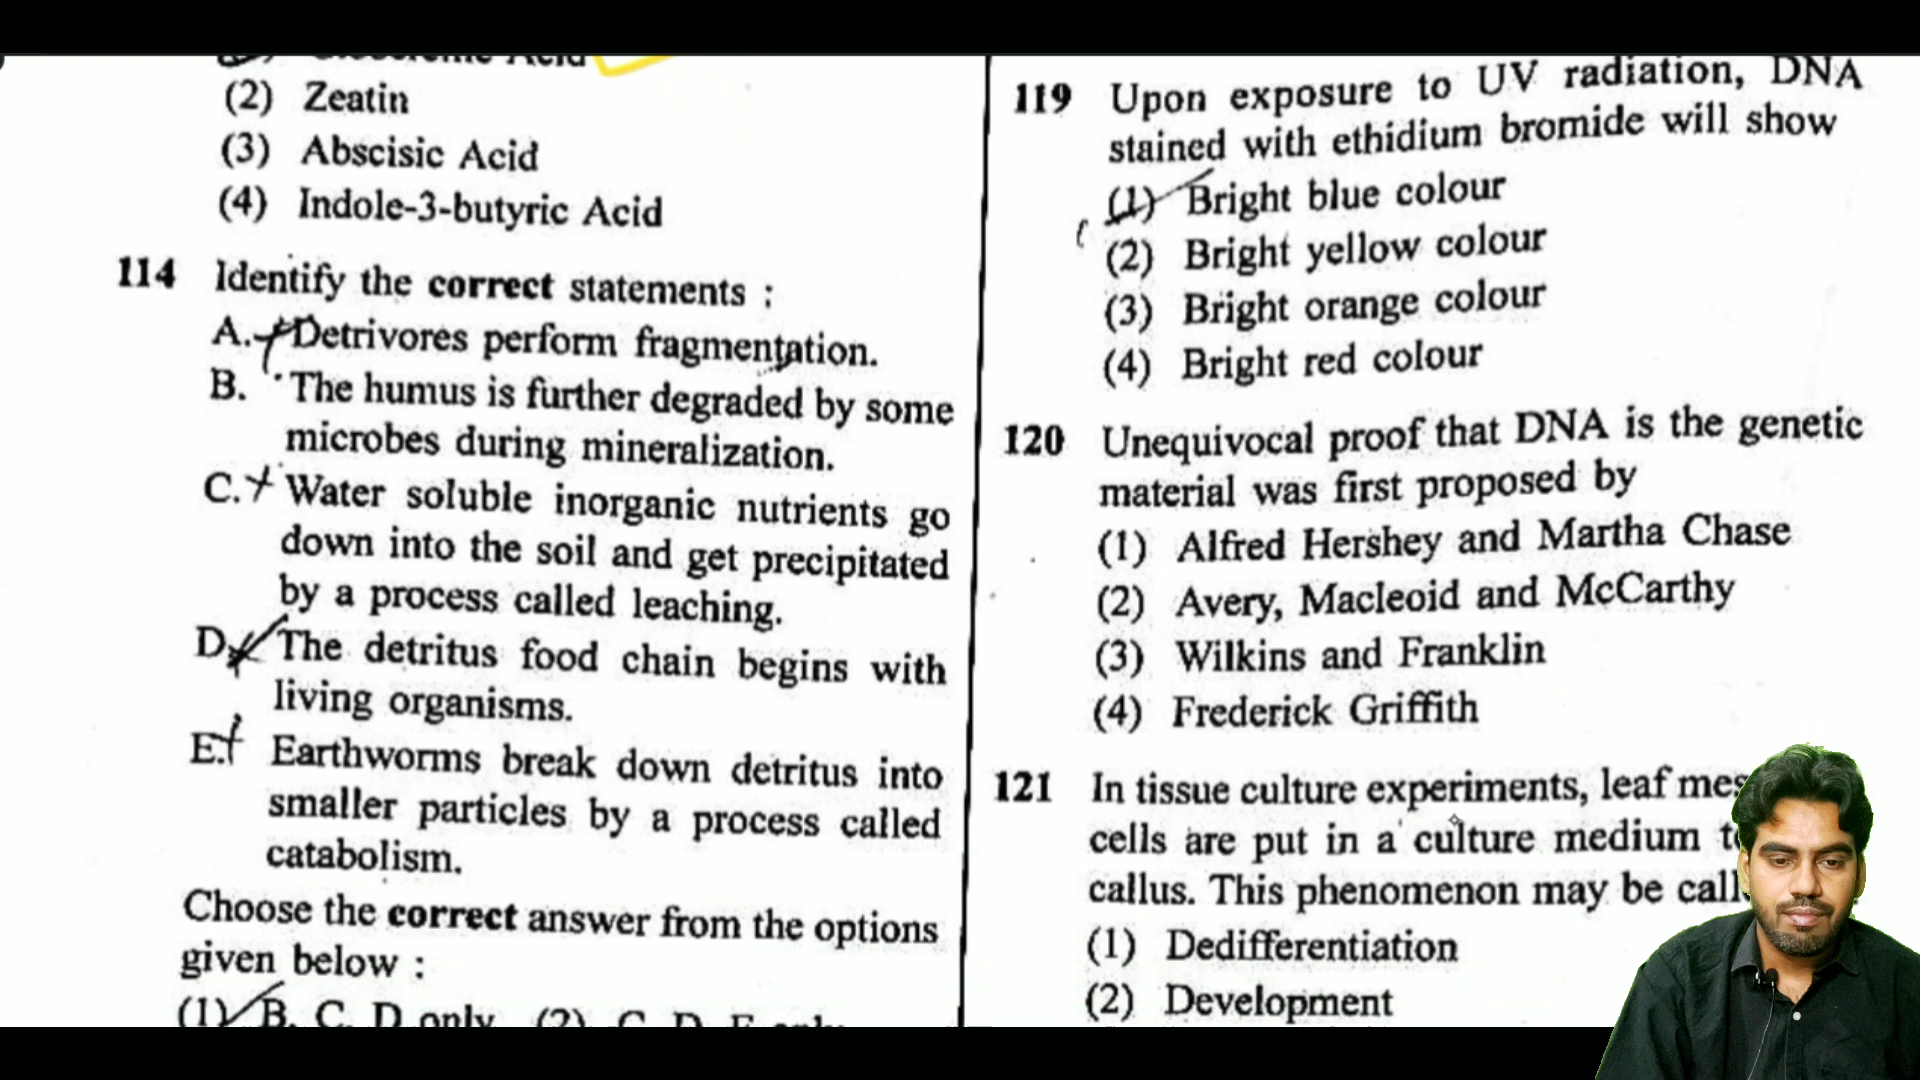 Acid
(2) Zeatin
(3) Abscisic Acid
(4) Indole-3-butyric Acid
114 Identify the correct statements :
A. Detrivores perform fragmentation.
B. The humus is further degraded by some
microbes during mineralization.
C. Water soluble inorganic nutrients go
down into the soil and get precipitated
by a process called leaching.
D. The detritus food chain begins with
living organisms.
E. Earthworms break down detritus into
smaller particles by a process called
catabolism.
Choose the correct answer from the options
given below :
(1) B, C, D only (2) C, D, E only
119 Upon exposure to UV radiation, DNA
stained with ethidium bromide will show
(1) Bright blue colour
(2) Bright yellow colour
(3) Bright orange colour
(4) Bright red colour
120 Unequivocal proof that DNA is the genetic
material was first proposed by
(1) Alfred Hershey and Martha Chase
(2) Avery, Macleoid and McCarthy
(3) Wilkins and Franklin
(4) Frederick Griffith
121 In tissue culture experiments, leaf mes
cells are put in a culture medium t
callus. This phenomenon may be call
(1) Dedifferentiation
(2) Development